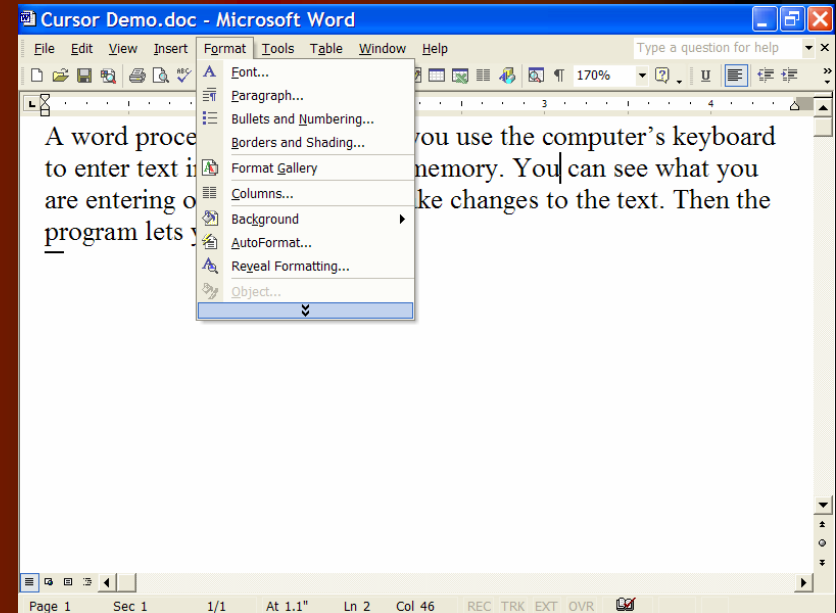 Cursor Demo.doc - Microsoft Word
File Edit View Insert Format Tools Table Window Help Type a question for help
170% U
3 4
A word proce you use the computer's keyboard
to enter text i memory. You can see what you
are entering o ke changes to the text. Then the
program lets
Font...
Paragraph...
Bullets and Numbering...
Borders and Shading...
Format Gallery
Columns...
Background
AutoFormat...
Reveal Formatting...
Object...
Page 1 Sec 1 1/1 At 1.1" Ln 2 Col 46 REC TRK EXT OVR